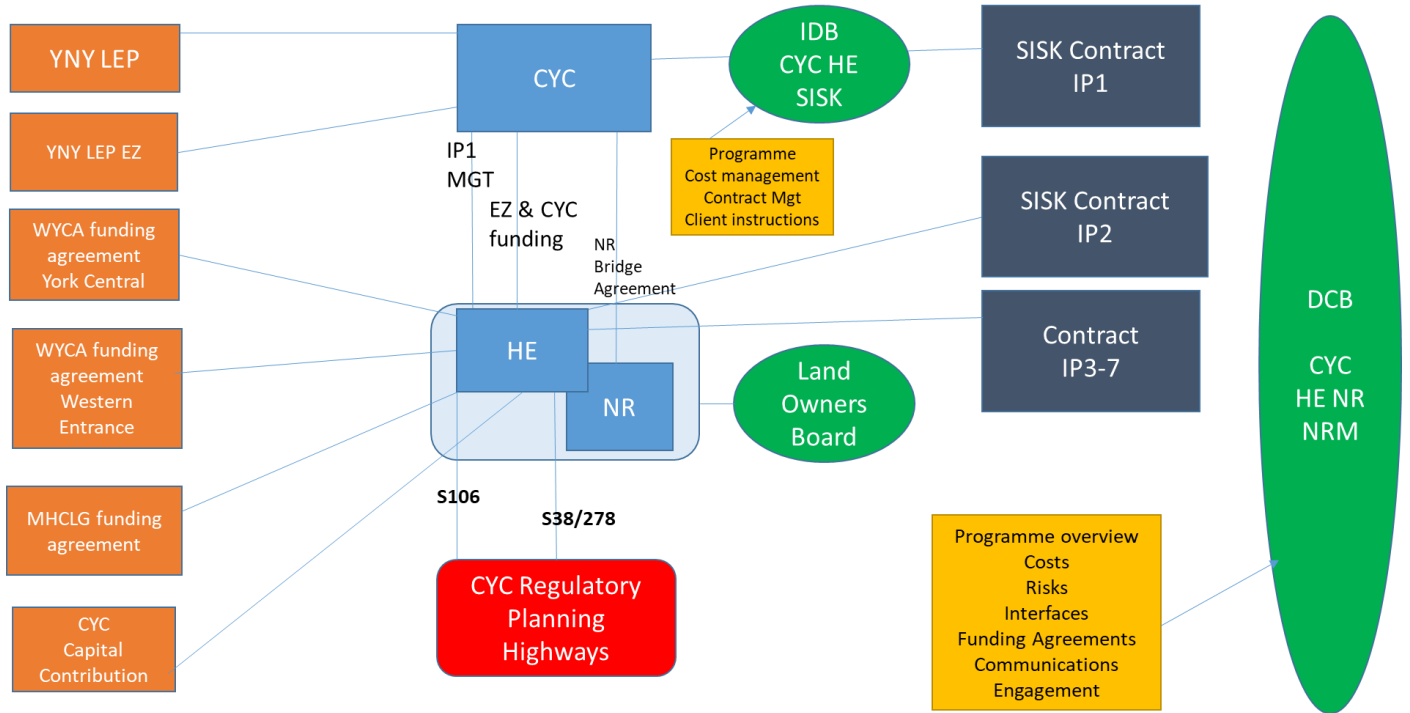 YNY LEP
YNY LEP EZ
WYCA funding
agreement
York Central
WYCA funding
agreement
Western
Entrance
MHCLG funding
agreement
CYC
Capital
Contribution
CYC
IP1
MGT
EZ & CYC
funding
NR
Bridge
Agreement
HE
NR
S106
S38/278
CYC Regulatory
Planning
Highways
IDB
CYC HE
SISK
Programme
Cost management
Contract Mgt
Client instructions
Land
Owners
Board
SISK Contract
IP1
SISK Contract
IP2
Contract
IP3-7
Programme overview
Costs
Risks
Interfaces
Funding Agreements
Communications
Engagement
DCB
CYC
HE NR
NRM